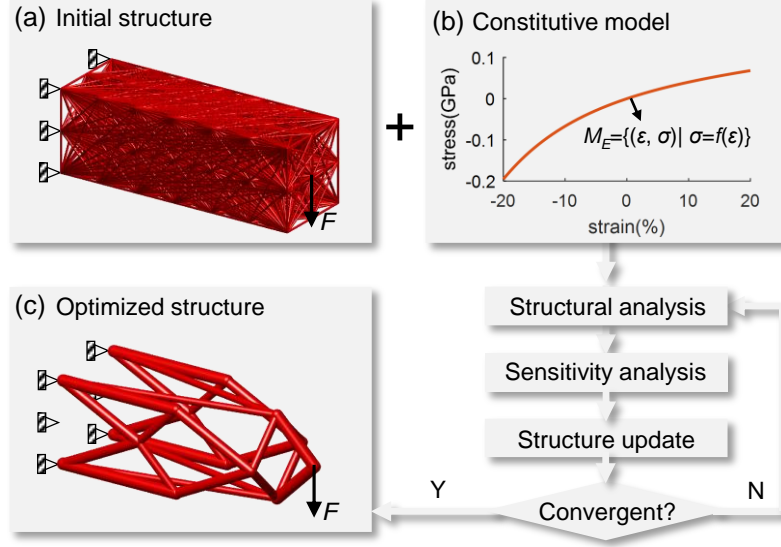 (a) Initial structure
F
+
(b) Constitutive model
0.1
0
-0.1
-0.2
stress(GPa)
M_E={(ε, σ)| σ=f(ε)}
-20 -10 0 10 20
strain(%)
(c) Optimized structure
F
Structural analysis
Sensitivity analysis
Structure update
Convergent?
Y
N